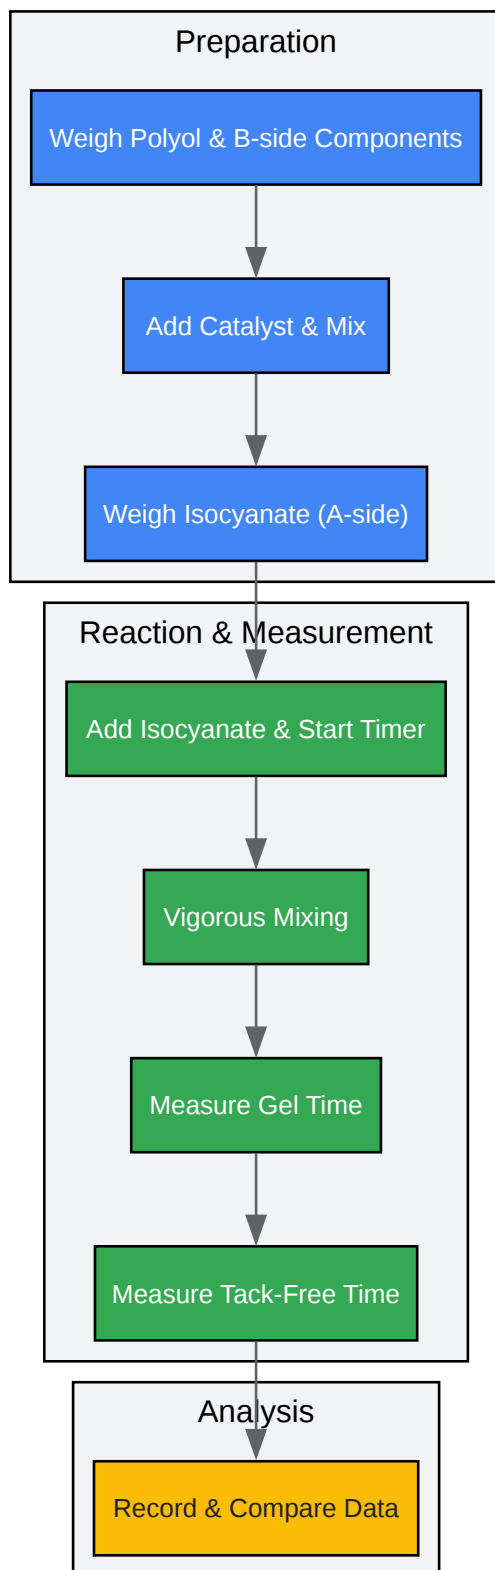 Preparation
Weigh Polyol & B-side Components
Add Catalyst & Mix
Weigh Isocyanate (A-side)
Reaction & Measurement
Add Isocyanate & Start Timer
Vigorous Mixing
Measure Gel Time
Measure Tack-Free Time
Analysis
Record & Compare Data